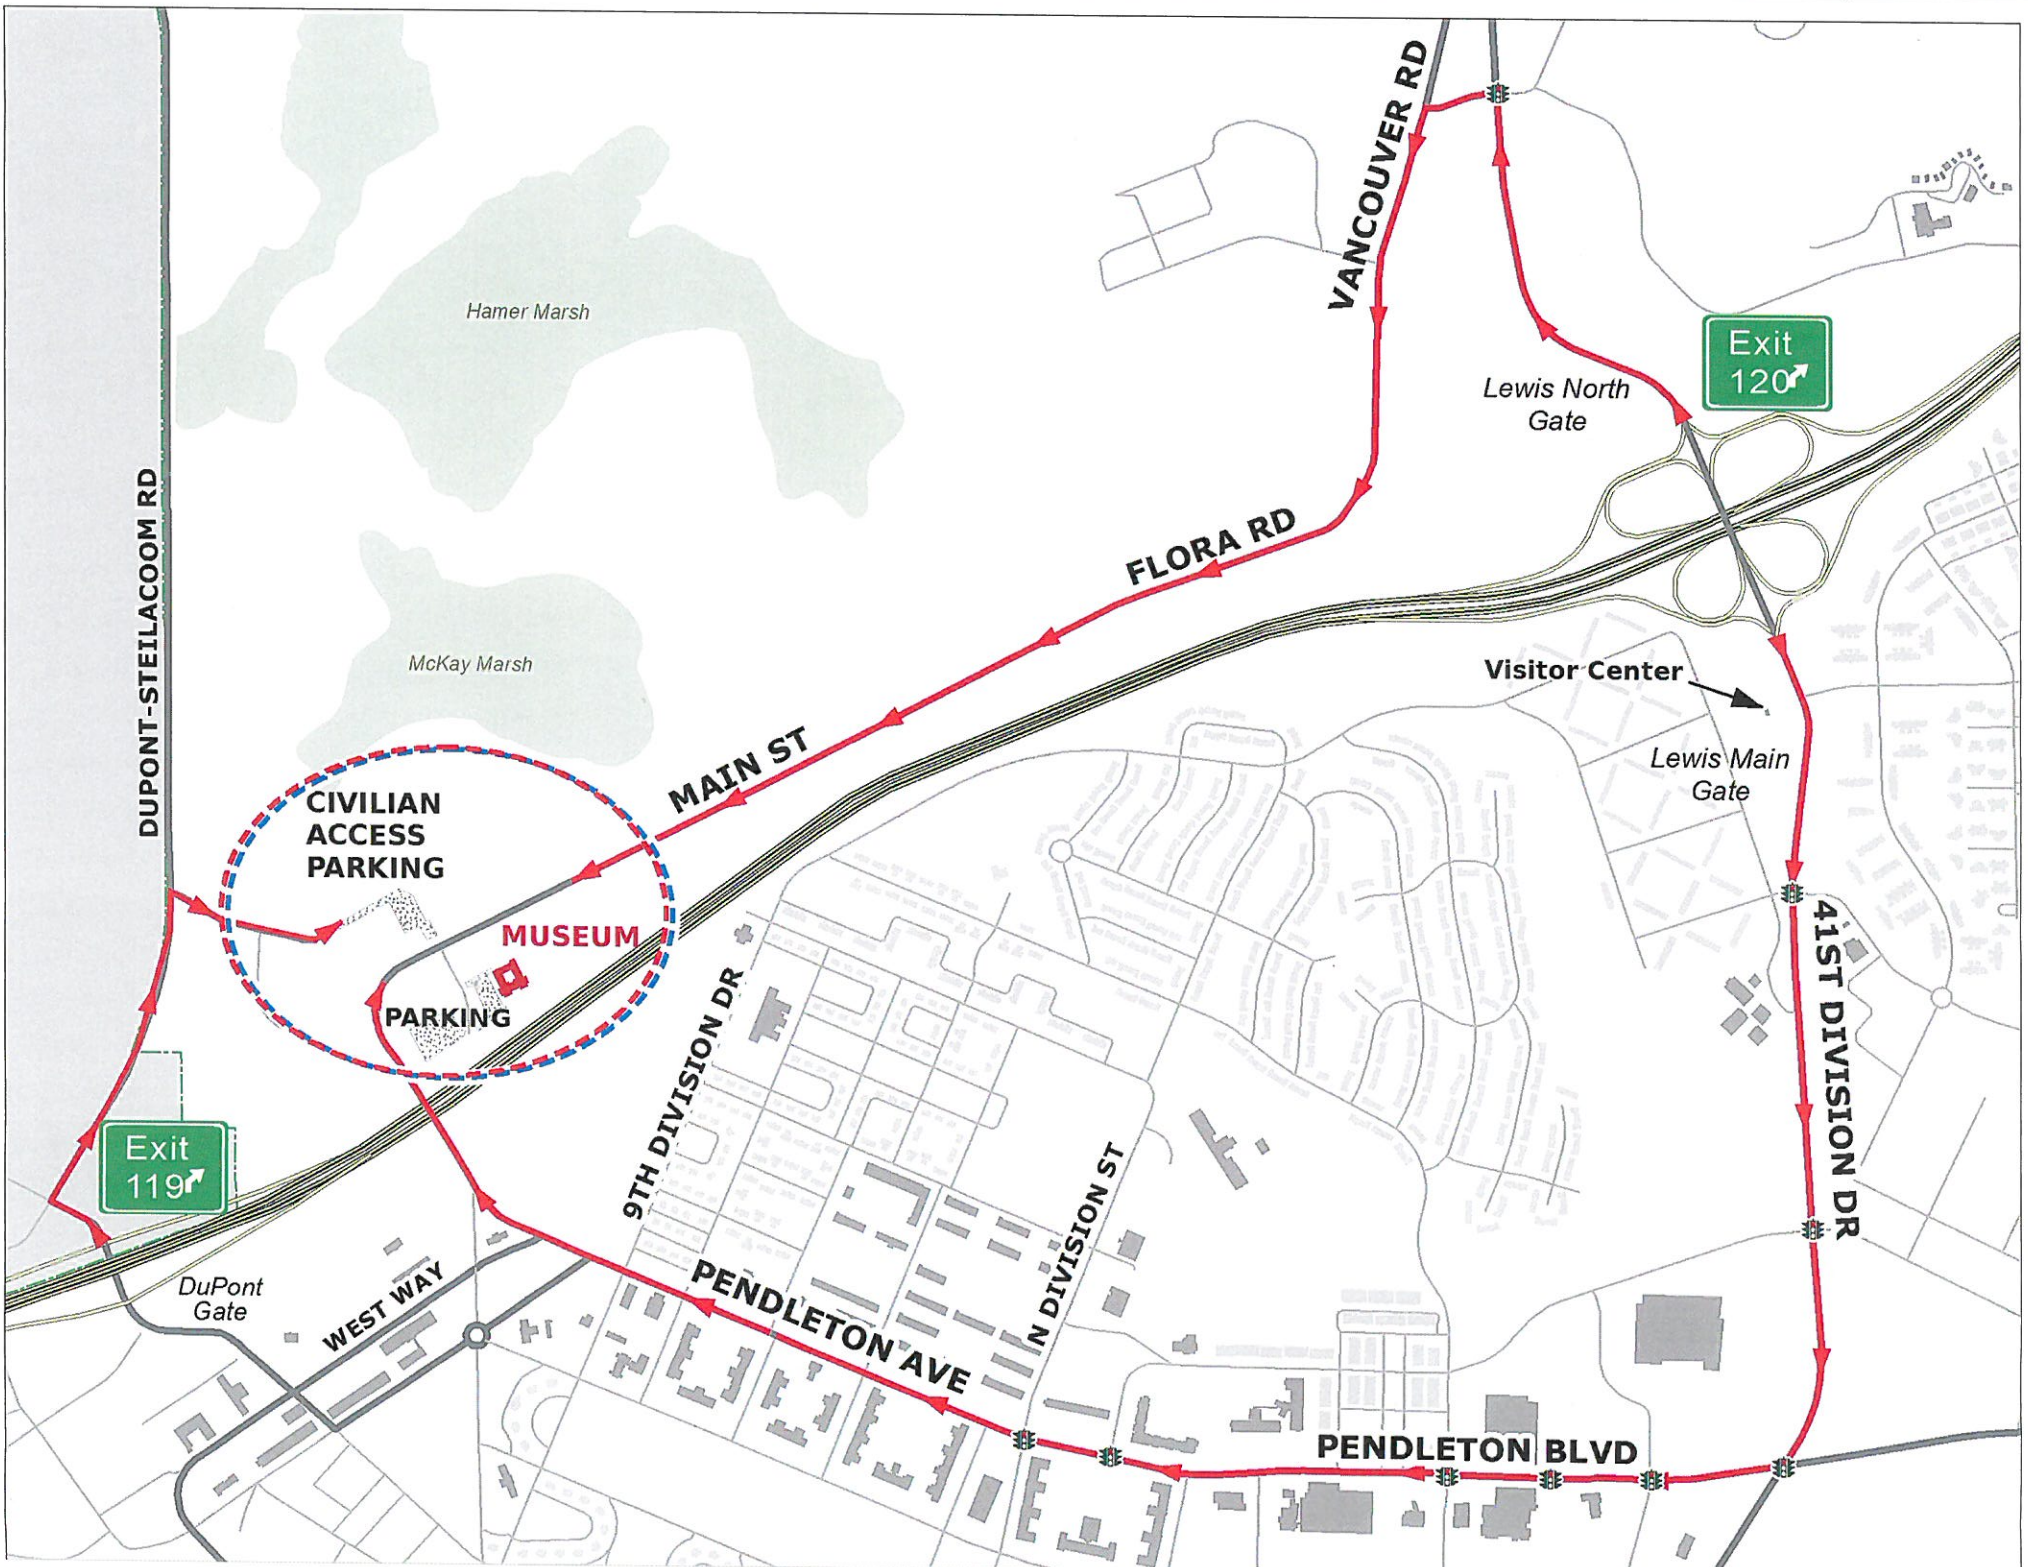 VANCOUVER RD
Hamer Marsh
Exit
120
Lewis North
Gate
DUPONT-STEILACOOM RD
FLORA RD
McKay Marsh
Visitor Center
Lewis Main
Gate
MAIN ST
CIVILIAN
ACCESS
PARKING
MUSEUM
PARKING
41ST DIVISION DR
9TH DIVISION DR
Exit
119
N DIVISION ST
DuPont
Gate
WEST WAY
PENDLETON AVE
PENDLETON BLVD